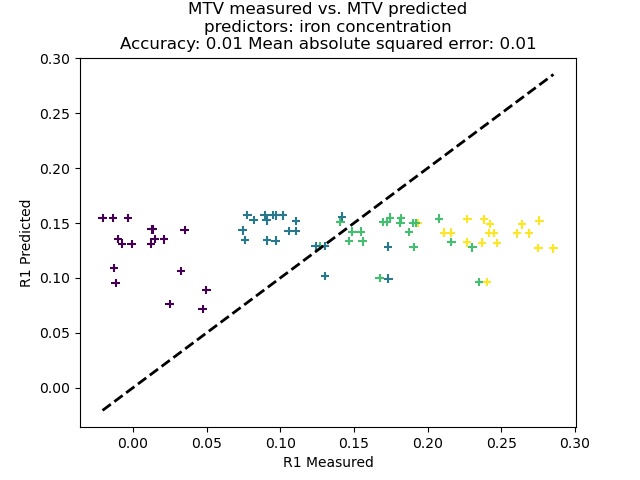 MTV measured vs. MTV predicted
predictors: iron concentration
Accuracy: 0.01 Mean absolute squared error: 0.01
0.30
0.25
0.20
0.15
0.10
0.05
0.00
R1 Predicted
0.00 0.05 0.10 0.15 0.20 0.25 0.30
R1 Measured